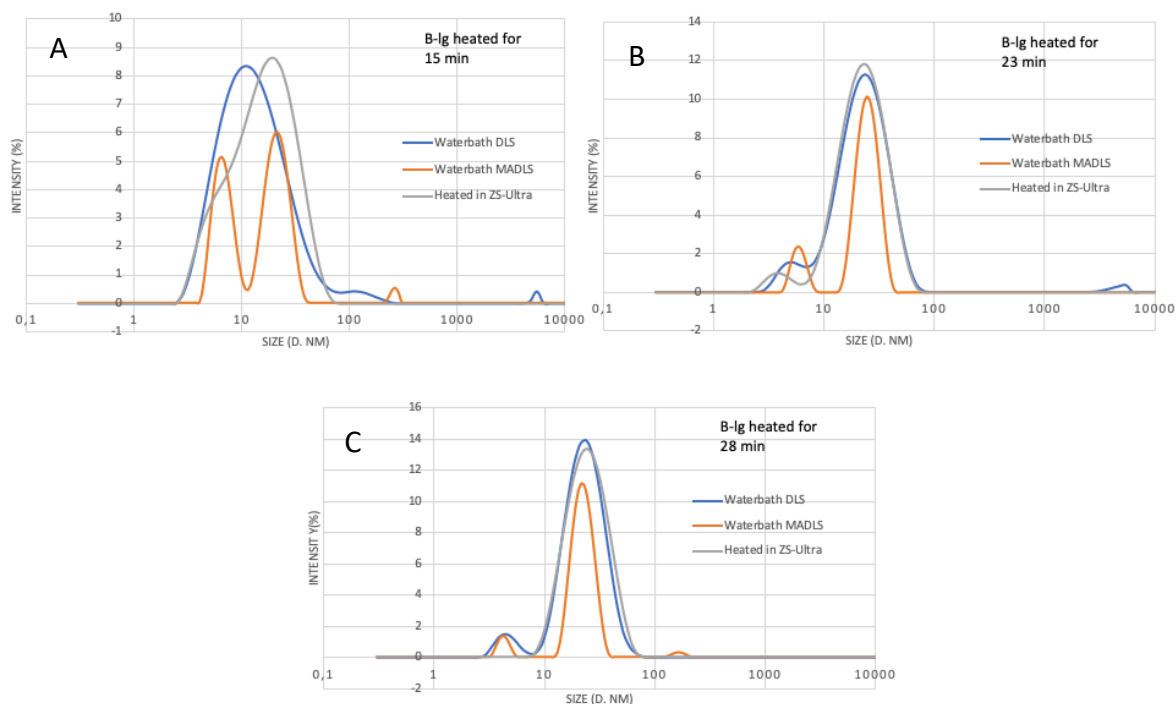 A
B-lg heated for
15 min
10
9
8
7
6
5
4
3
2
1
0
-1
INTENSITY (%)
Waterbath DLS
Waterbath MADLS
Heated in ZS-Ultra
0,1
1
10
100
1000
10000
SIZE (D. NM)
B
B-lg heated for
23 min
14
12
10
8
6
4
2
0
-2
INTENSITY (%)
Waterbath DLS
Waterbath MADLS
Heated in ZS-Ultra
0,1
1
10
100
1000
10000
SIZE (D. NM)
C
B-lg heated for
28 min
16
14
12
10
8
6
4
2
0
-2
INTENSIT Y(%)
Waterbath DLS
Waterbath MADLS
Heated in ZS-Ultra
0,1
1
10
100
1000
10000
SIZE (D. NM)